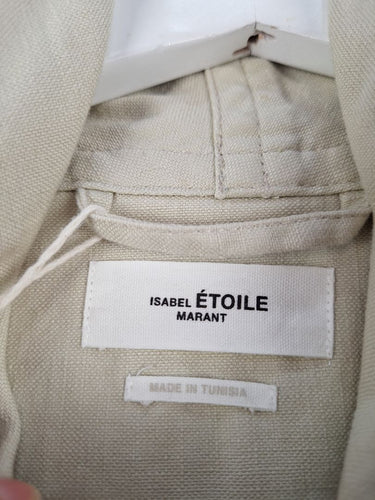 ISABEL ÉTOILE
MARANT
MADE IN TUNISIA